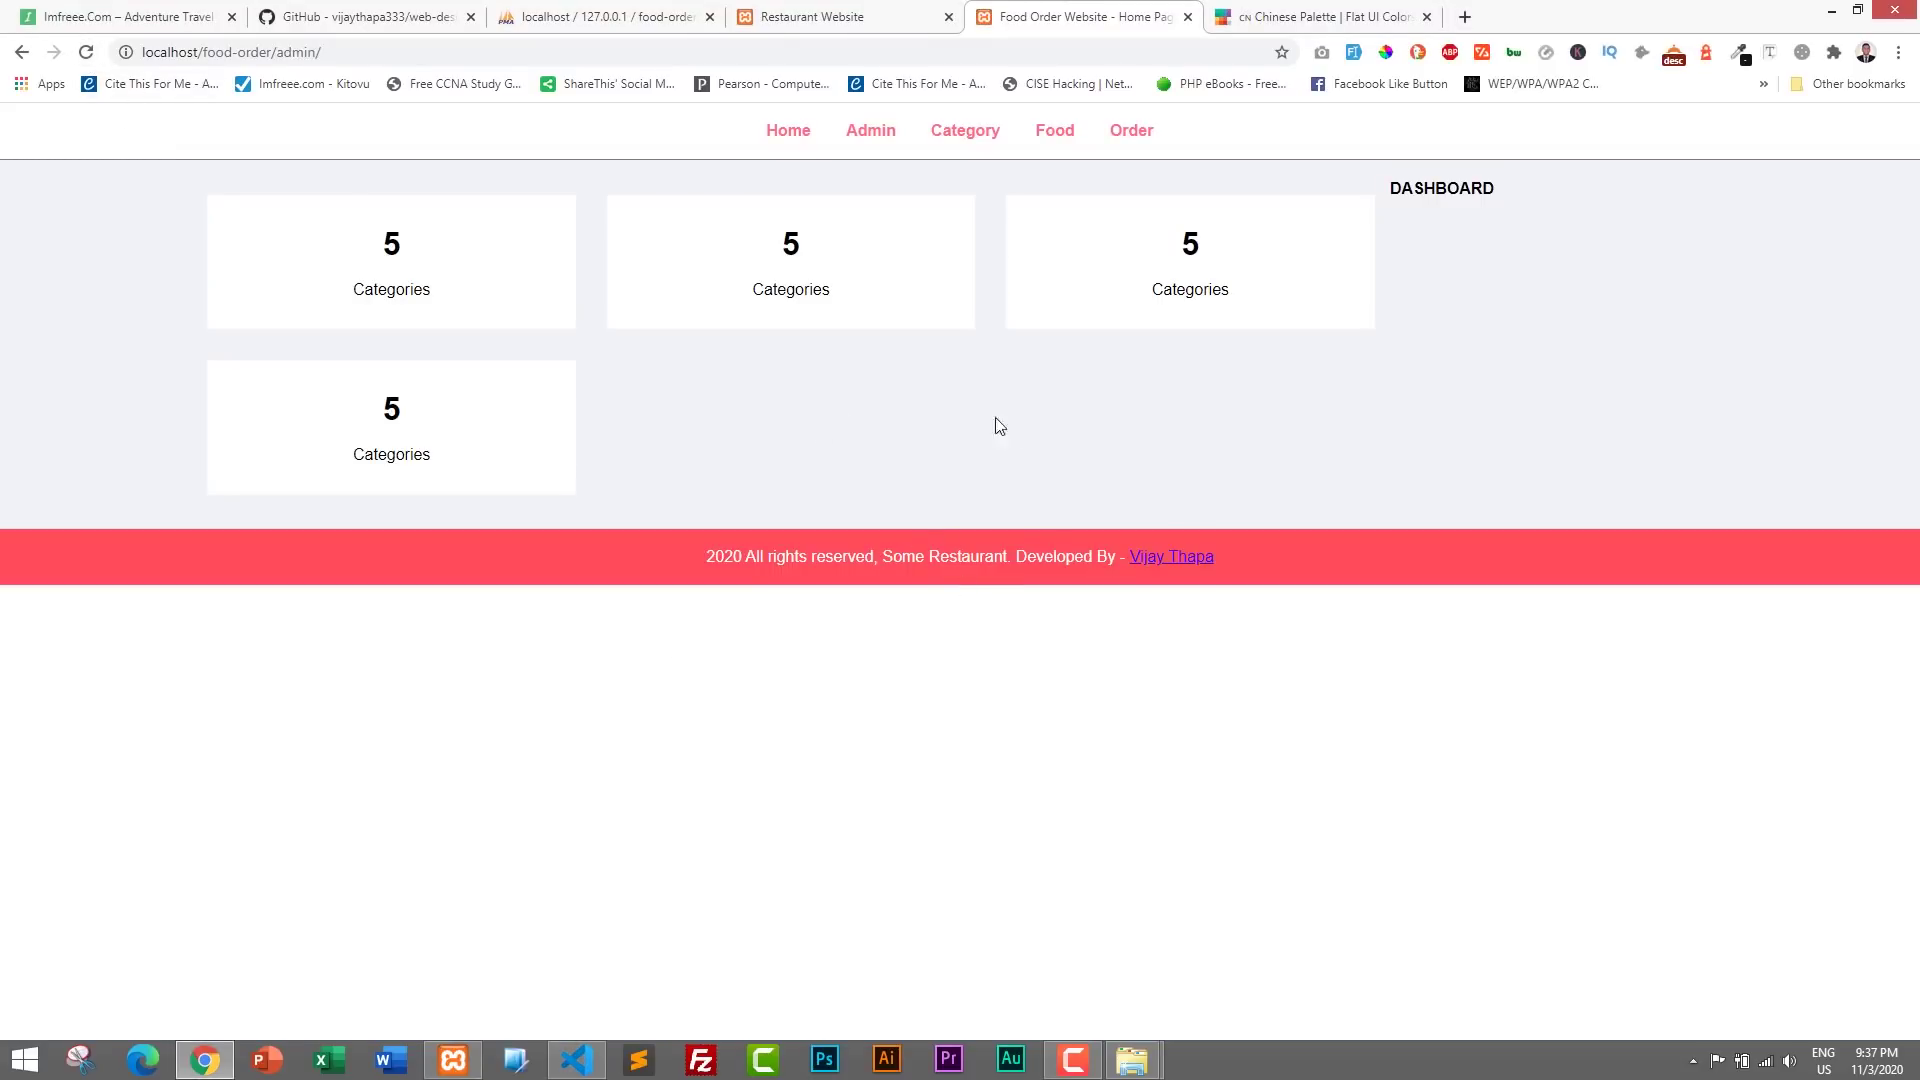 Imfreee.Com – Adventure Travel
GitHub - vijaythapa333/web-des
localhost / 127.0.0.1 / food-order
Restaurant Website
Food Order Website - Home Pag
CN Chinese Palette | Flat UI Color
localhost/food-order/admin/
Apps
Cite This For Me - A...
Imfreee.com - Kitovu
Free CCNA Study G...
ShareThis' Social M...
Pearson - Compute...
Cite This For Me - A...
CISE Hacking | Net...
PHP eBooks - Free...
Facebook Like Button
WEP/WPA/WPA2 C...
Other bookmarks
Home Admin Category Food Order
DASHBOARD
5
Categories
5
Categories
5
Categories
5
Categories
2020 All rights reserved, Some Restaurant. Developed By - Vijay Thapa
ENG
US
9:37 PM
11/3/2020